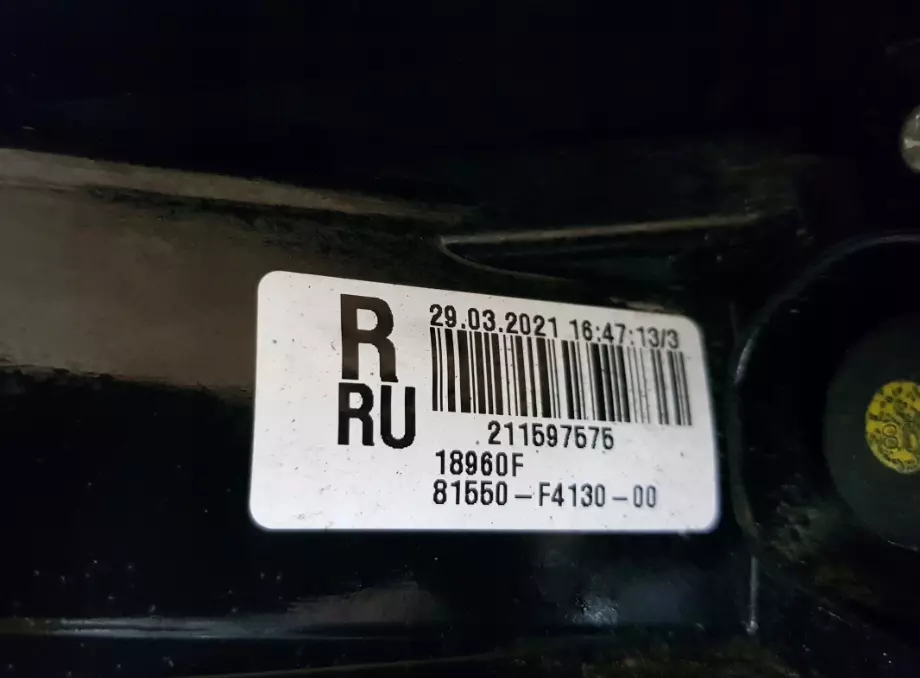 R
RU
29.03.2021 16:47:13/3
211597575
18960F
81550-F4130-00